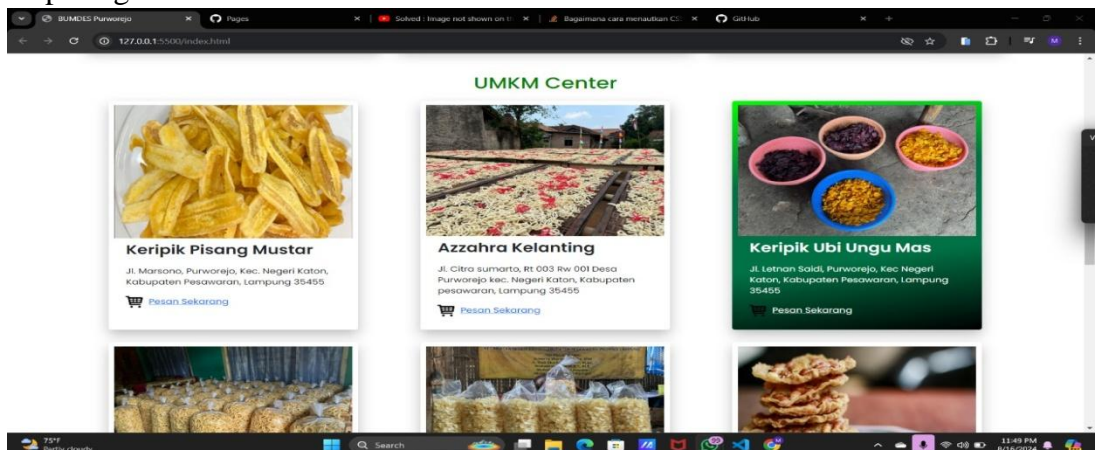 BUMDES Purworejo
Pages
Solved : Image not shown on th
Bagaimana cara menautkan CS
GitHub
127.0.0.1:5500/index.html
UMKM Center
Keripik Pisang Mustar
Jl. Marsono, Purworejo, Kec. Negeri Katon,
Kabupaten Pesawaran, Lampung 35455
Pesan Sekarang
Azzahra Kelanting
Jl. Citro sumarto, Rt 003 Rw 001 Desa
Purworejo kec. Negeri Katon, Kabupaten
pesawaran, Lampung 35455
Pesan Sekarang
Keripik Ubi Ungu Mas
Jl. Letnan Saidi, Purworejo, Kec Negeri
Katon, Kabupaten Pesawaran, Lampung
35455
Pesan Sekarang
75°F
Partly cloudy
Search
11:49 PM
8/16/2024